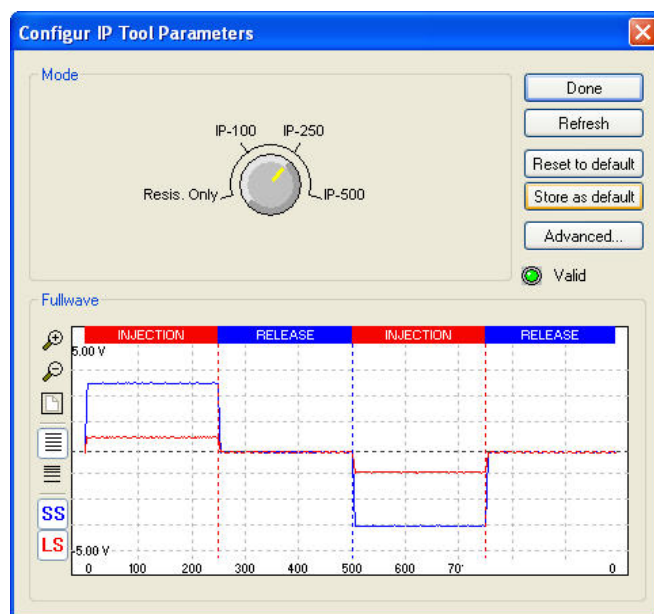 Configur IP Tool Parameters
Mode
IP-100
IP-250
Resis. Only
IP-500
Done
Refresh
Reset to default
Store as default
Advanced...
Valid
Fullwave
INJECTION
RELEASE
INJECTION
RELEASE
5.00 V
SS
LS
-5.00 V
0 100 200 300 400 500 600 70' 0